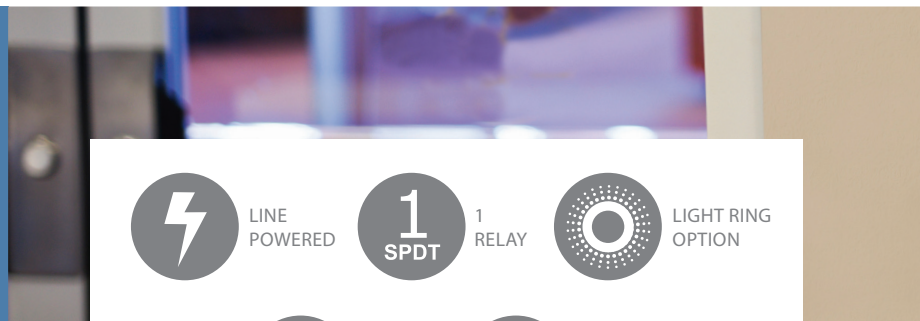 LINE
POWERED
1
SPDT
1
RELAY
LIGHT RING
OPTION